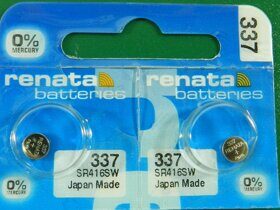 0%
MERCURY
337
0%
MERCURY
renata
batteries
renata
batteries
337
SR416SW
Japan Made
337
SR416SW
Japan Made
0%
MERCURY
0%